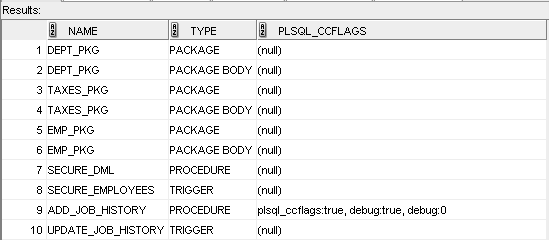 Results:
NAME TYPE PLSQL_CCFLAGS
1 DEPT_PKG PACKAGE (null)
2 DEPT_PKG PACKAGE BODY (null)
3 TAXES_PKG PACKAGE (null)
4 TAXES_PKG PACKAGE BODY (null)
5 EMP_PKG PACKAGE (null)
6 EMP_PKG PACKAGE BODY (null)
7 SECURE_DML PROCEDURE (null)
8 SECURE_EMPLOYEES TRIGGER (null)
9 ADD_JOB_HISTORY PROCEDURE plsql_ccflags:true, debug:true, debug:0
10 UPDATE_JOB_HISTORY TRIGGER (null)